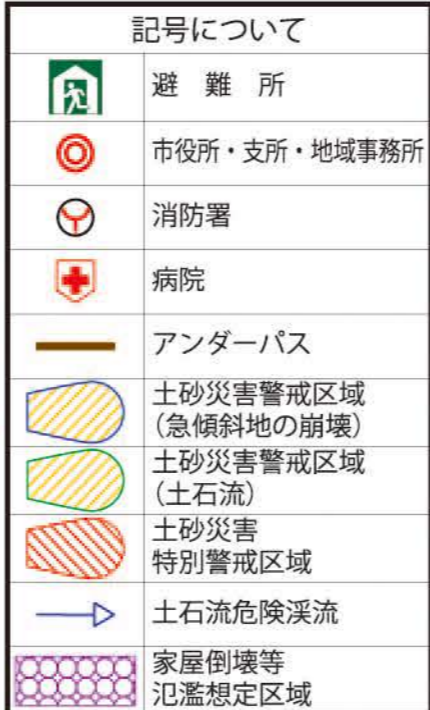 記号について
避 難 所
市役所・支所・地域事務所
消防署
病院
アンダーパス
土砂災害警戒区域
(急傾斜地の崩壊)
土砂災害警戒区域
(土石流)
土砂災害
特別警戒区域
土石流危険渓流
家屋倒壊等
氾濫想定区域